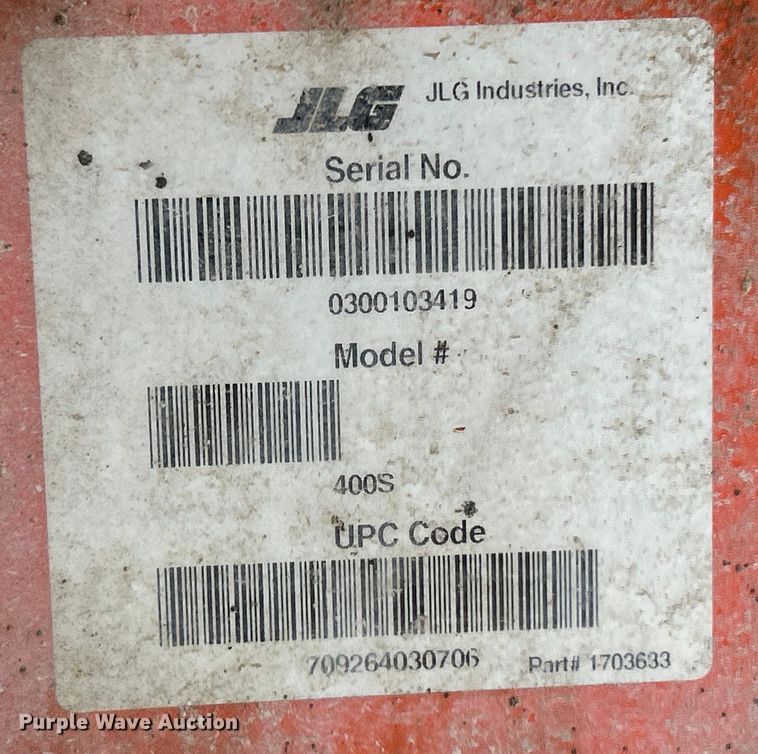 JLG JLG Industries, Inc.
Serial No.
0300103419
Model #
400S
UPC Code
709264030706 Part# 1703633
Purple Wave Auction